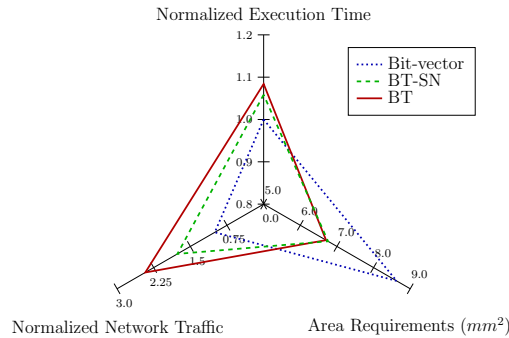 Normalized Execution Time
1.2
Bit-vector
BT-SN
BT
1.1
1.0
0.9
0.8
5.0
0.0
6.0
7.0
0.75
8.0
1.5
9.0
2.25
3.0
Normalized Network Traffic
Area Requirements (mm²)